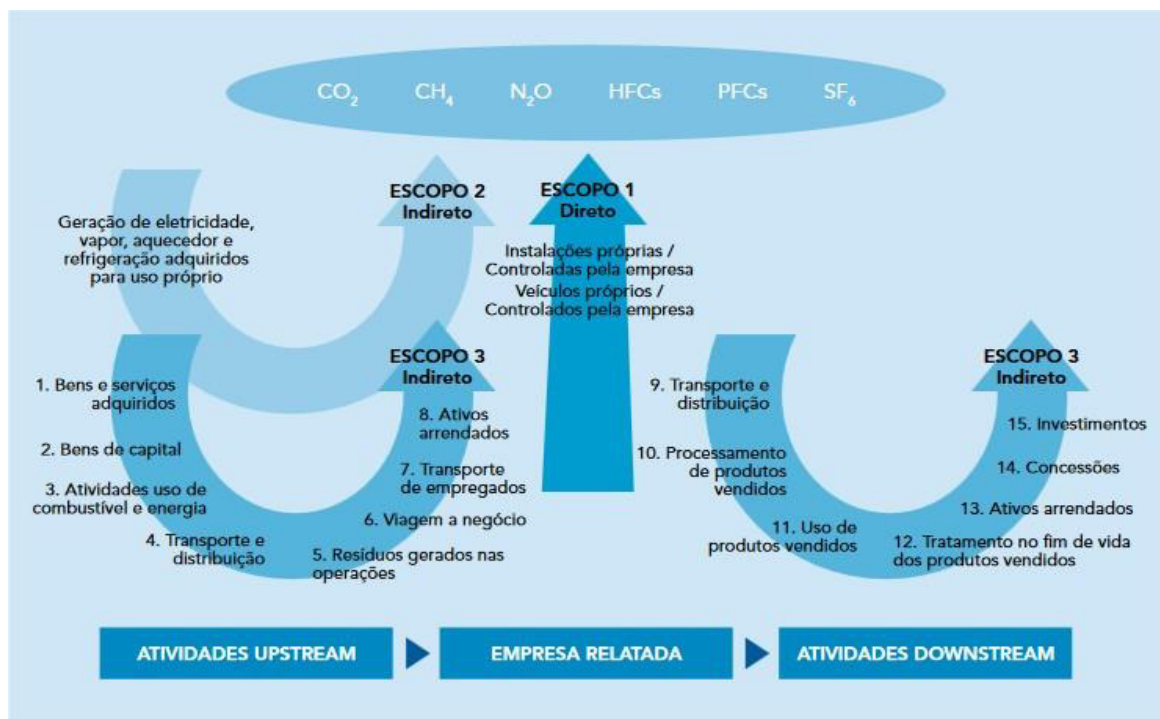 CO₂ CH₄ N₂O HFCs PFCs SF₆
ESCOPO 2
Indireto
ESCOPO 1
Direto
Geração de eletricidade,
vapor, aquecedor e
refrigeração adquiridos
para uso próprio
Instalações próprias /
Controladas pela empresa
Veículos próprios /
Controlados pela empresa
ESCOPO 3
Indireto
1. Bens e serviços
adquiridos
2. Bens de capital
3. Atividades uso de
combustível e energia
4. Transporte e
distribuição
5. Resíduos gerados nas
operações
6. Viagem a negócio
7. Transporte
de empregados
8. Ativos
arrendados
ESCOPO 3
Indireto
9. Transporte e
distribuição
10. Processamento
de produtos
vendidos
11. Uso de
produtos vendidos
12. Tratamento no fim de vida
dos produtos vendidos
13. Ativos arrendados
14. Concessões
15. Investimentos
ATIVIDADES UPSTREAM
EMPRESA RELATADA
ATIVIDADES DOWNSTREAM